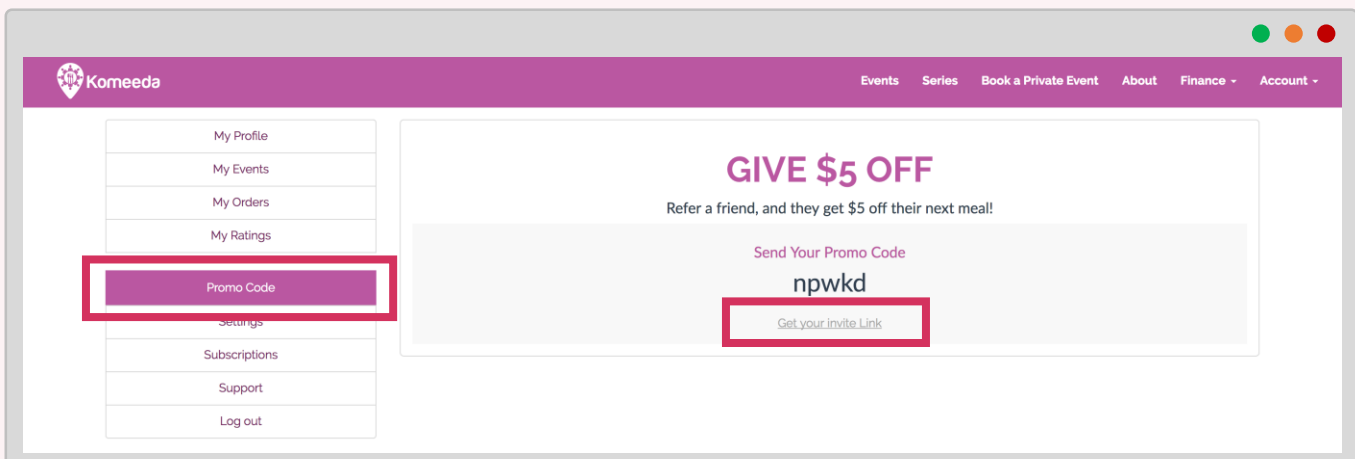 Komeeda
Events Series Book a Private Event About Finance Account
My Profile
My Events
My Orders
My Ratings
Promo Code
Settings
Subscriptions
Support
Log out
GIVE $5 OFF
Refer a friend, and they get $5 off their next meal!
Send Your Promo Code
npwkd
Get your invite Link